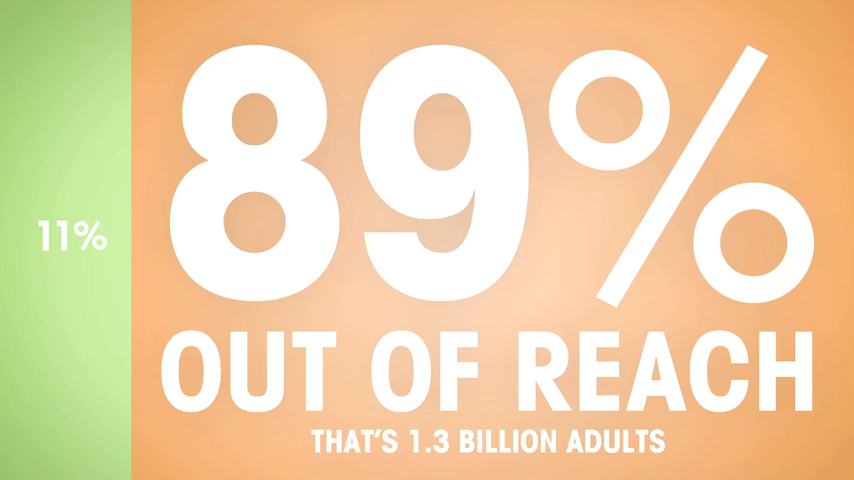 11%
89%
OUT OF REACH
THAT'S 1.3 BILLION ADULTS